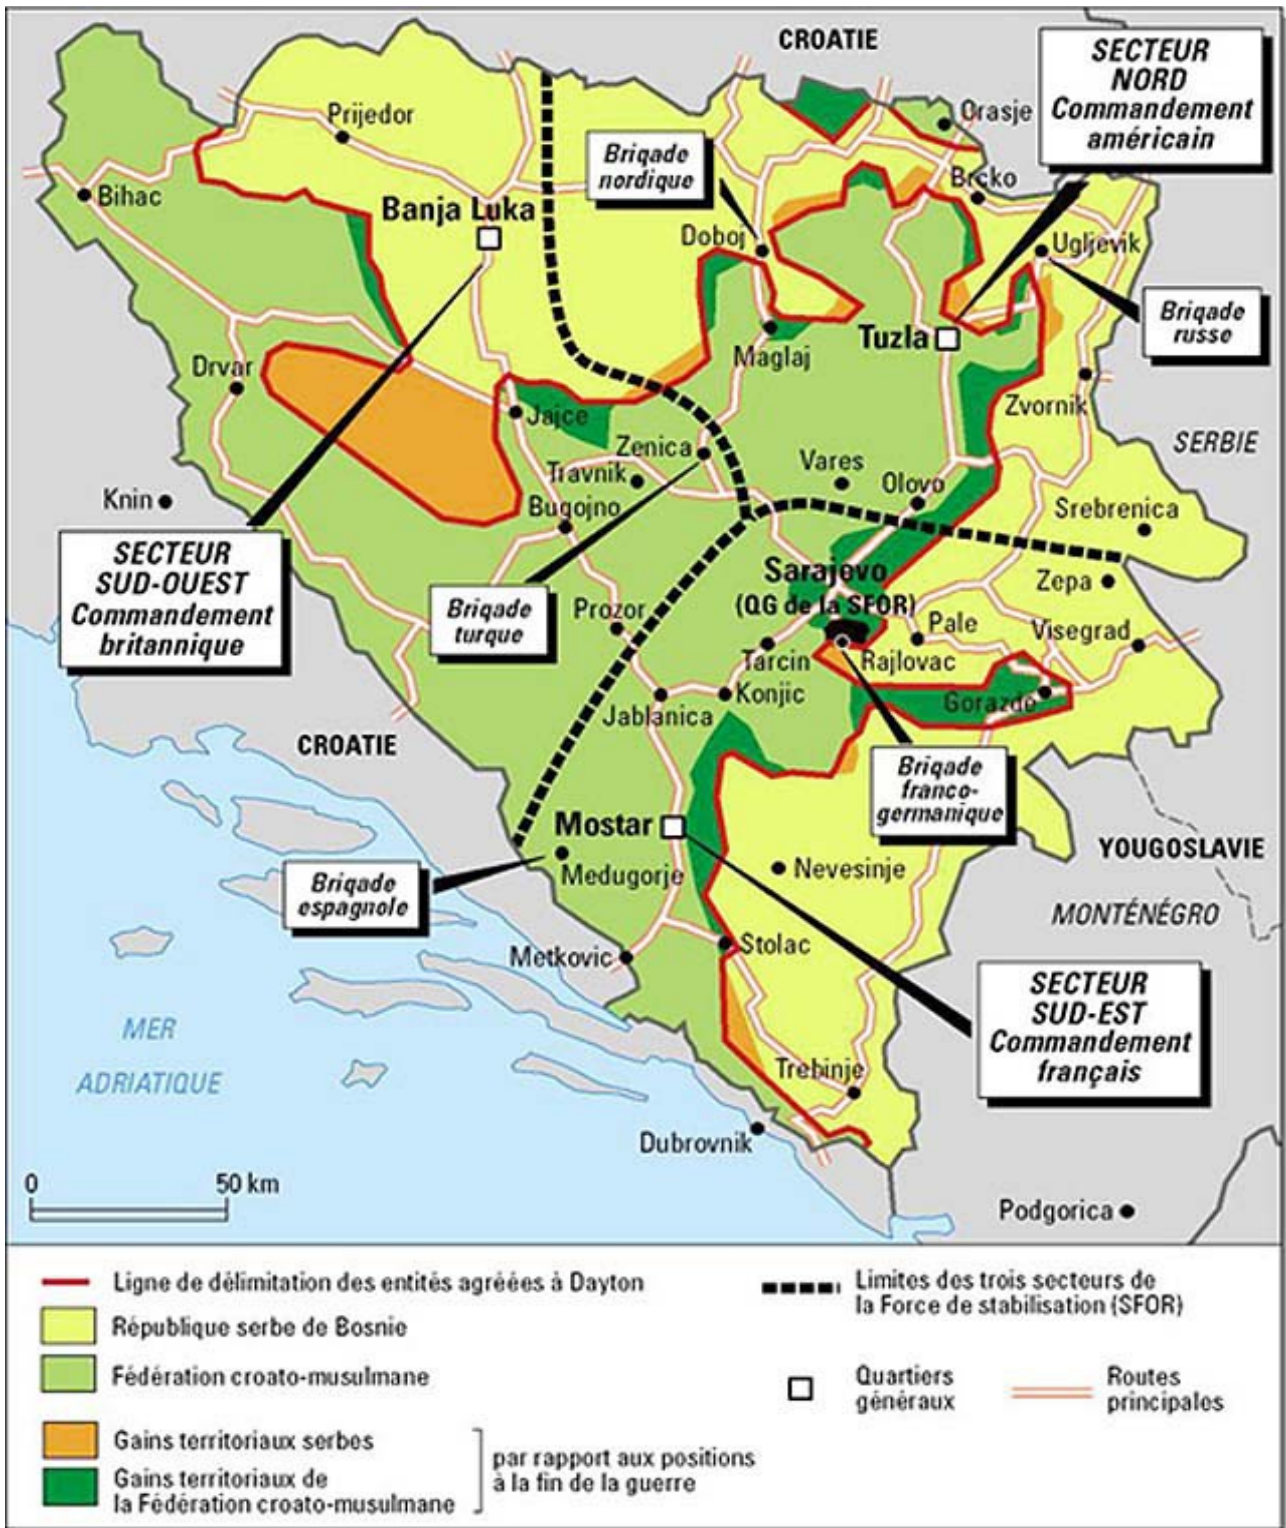 CROATIE
SECTEUR
NORD
Commandement
américain
Prijedor
Orasje
Brigade
nordique
Bihac
Brcko
Banja Luka
Doboj
Ugljevik
Brigade
russe
Tuzla
Maglaj
Drvar
Zvornik
Jajce
SERBIE
Zenica
Travnik
Vares
Olovo
Knin
Bugojno
Srebrenica
SECTEUR
SUD-OUEST
Commandement
britannique
Sarajevo
(QG de la SFOR)
Zepa
Brigade
turque
Prozor
Pale
Visegrad
Tarcin
Rajlovac
Jablanica
Konjic
Gorazde
CROATIE
Brigade
franco-
germanique
Mostar
YOUGOSLAVIE
Brigade
espagnole
Medugorje
Nevesinje
MONTÉNÉGRO
Metkovic
Stolac
SECTEUR
SUD-EST
Commandement
français
MER
ADRIATIQUE
Trebinje
Dubrovnik
0 50 km
Podgorica
Ligne de délimitation des entités agréées à Dayton
République serbe de Bosnie
Fédération croato-musulmane
Gains territoriaux serbes
Gains territoriaux de
la Fédération croato-musulmane
par rapport aux positions
à la fin de la guerre
Limites des trois secteurs de
la Force de stabilisation (SFOR)
Quartiers
généraux
Routes
principales